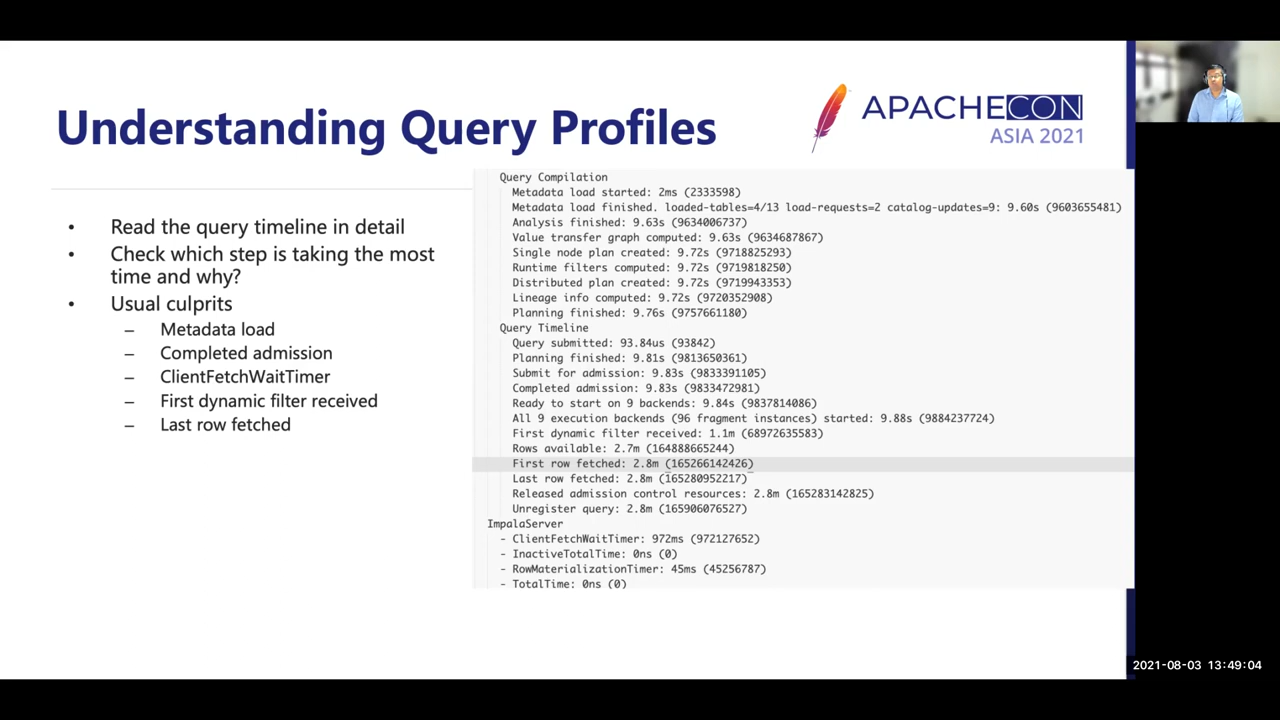 Understanding Query Profiles
APACHECON
ASIA 2021
• Read the query timeline in detail
• Check which step is taking the most
time and why?
• Usual culprits
– Metadata load
– Completed admission
– ClientFetchWaitTimer
– First dynamic filter received
– Last row fetched
Query Compilation
Metadata load started: 2ms (2333598)
Metadata load finished. loaded-tables=4/13 load-requests=2 catalog-updates=9: 9.60s (9603655481)
Analysis finished: 9.63s (9634006737)
Value transfer graph computed: 9.63s (9634687867)
Single node plan created: 9.72s (9718825293)
Runtime filters computed: 9.72s (9719818250)
Distributed plan created: 9.72s (9719943353)
Lineage info computed: 9.72s (9720352908)
Planning finished: 9.76s (9757661180)
Query Timeline
Query submitted: 93.84us (93842)
Planning finished: 9.81s (9813650361)
Submit for admission: 9.83s (9833391105)
Completed admission: 9.83s (9833472981)
Ready to start on 9 backends: 9.84s (9837814086)
All 9 execution backends (96 fragment instances) started: 9.88s (9884237724)
First dynamic filter received: 1.1m (68972635583)
Rows available: 2.7m (164888665244)
First row fetched: 2.8m (165266142426)
Last row fetched: 2.8m (165280952217)
Released admission control resources: 2.8m (165283142825)
Unregister query: 2.8m (165906076527)
ImpalaServer
- ClientFetchWaitTimer: 972ms (972127652)
- InactiveTotalTime: 0ns (0)
- RowMaterializationTimer: 45ms (45256787)
- TotalTime: 0ns (0)
2021-08-03 13:49:04